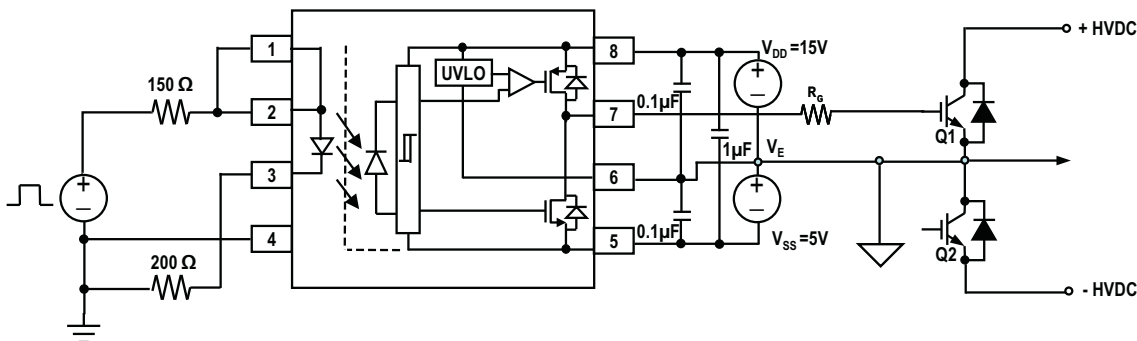 150 Ω
200 Ω
1
2
3
4
UVLO
8
7
6
5
0.1µF
1µF
0.1µF
V_DD =15V
V_E
V_SS =5V
R_G
Q1
Q2
+ HVDC
- HVDC
+
—
+
—
+
—